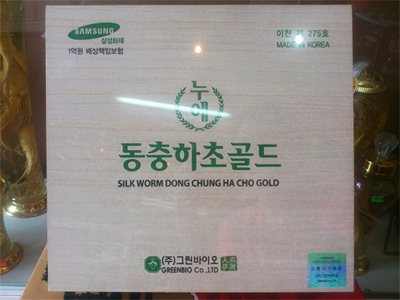 SAMSUNG
삼성화재
1억원 배상책임보험
이천 제 275호
MADE IN KOREA
누에
동충하초골드
SILK WORM DONG CHUNG HA CHO GOLD
(주)그린바이오
GREENBIO Co.,LTD